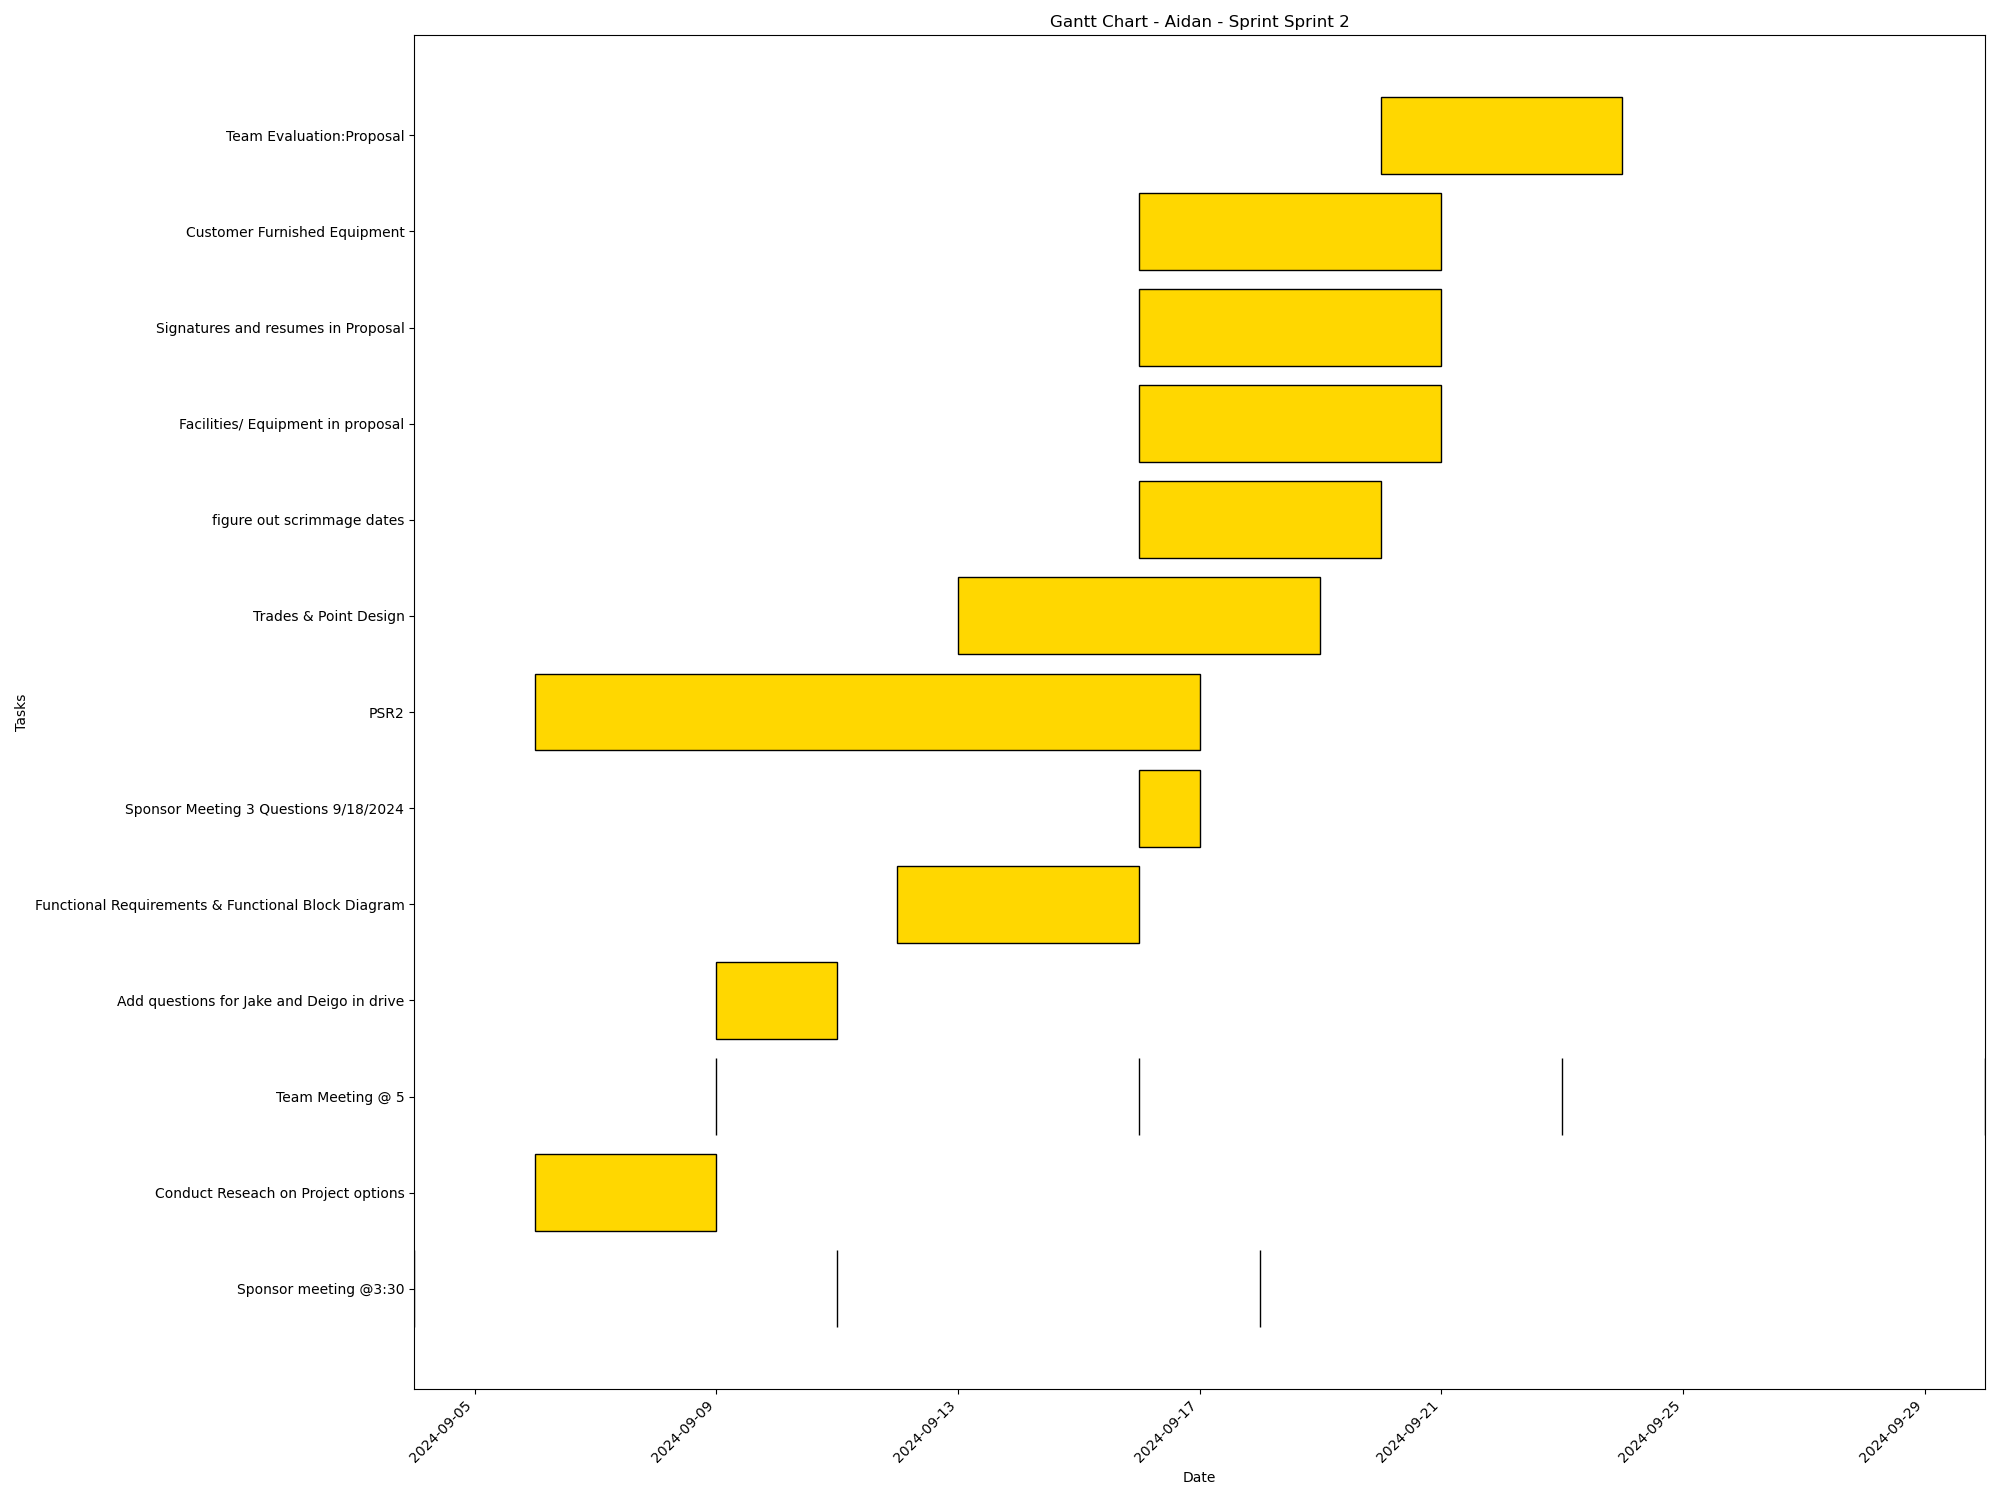 Gantt Chart - Aidan - Sprint Sprint 2
Team Evaluation:Proposal
Customer Furnished Equipment
Signatures and resumes in Proposal
Facilities/ Equipment in proposal
figure out scrimmage dates
Trades & Point Design
PSR2
Sponsor Meeting 3 Questions 9/18/2024
Functional Requirements & Functional Block Diagram
Add questions for Jake and Deigo in drive
Team Meeting @ 5
Conduct Reseach on Project options
Sponsor meeting @3:30
Tasks
2024-09-05
2024-09-09
2024-09-13
2024-09-17
2024-09-21
2024-09-25
2024-09-29
Date